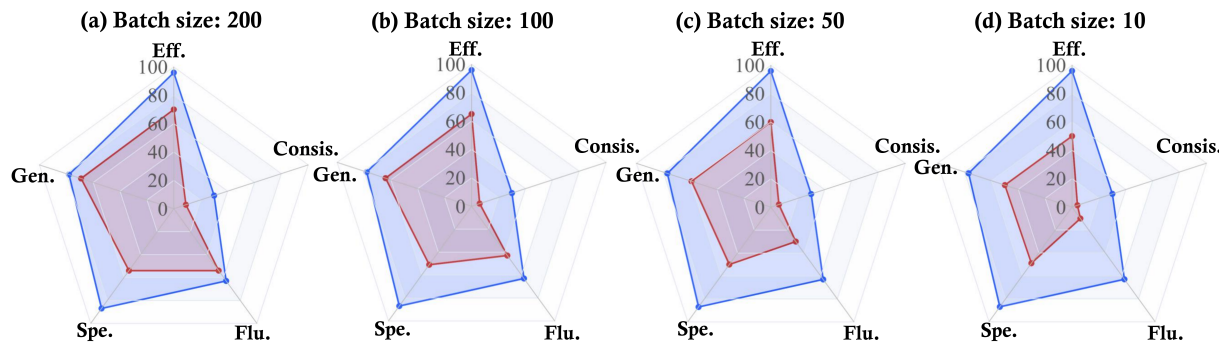 (a) Batch size: 200
Eff.
100
80
60
40
20
0
Consis.
Gen.
Spe.
Flu.
(b) Batch size: 100
Eff.
100
80
60
40
20
0
Consis.
Gen.
Spe.
Flu.
(c) Batch size: 50
Eff.
100
80
60
40
20
0
Consis.
Gen.
Spe.
Flu.
(d) Batch size: 10
Eff.
100
80
60
40
20
0
Consis.
Gen.
Spe.
Flu.